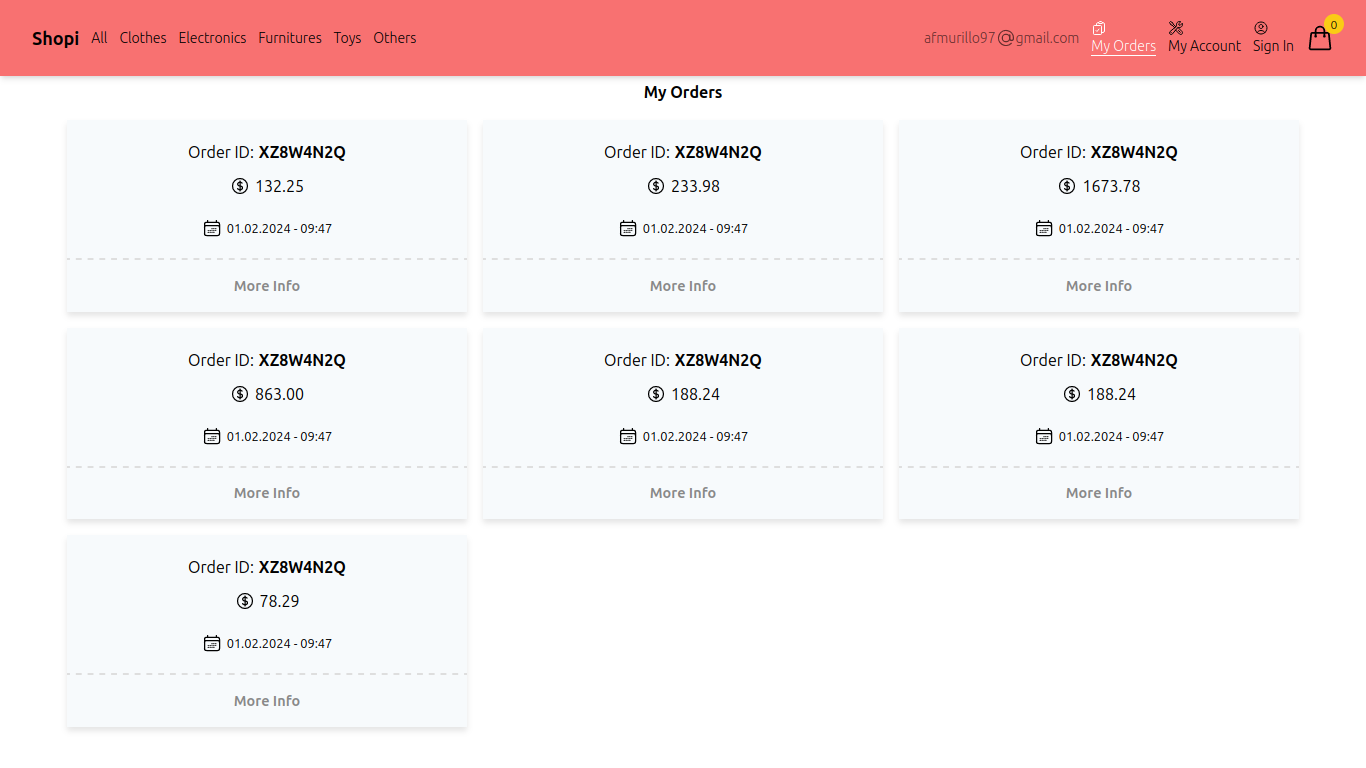 Shopi All Clothes Electronics Furnitures Toys Others afmurillo97@gmail.com My Orders My Account Sign In 0
My Orders
Order ID: XZ8W4N2Q
132.25
01.02.2024 - 09:47
More Info
Order ID: XZ8W4N2Q
233.98
01.02.2024 - 09:47
More Info
Order ID: XZ8W4N2Q
1673.78
01.02.2024 - 09:47
More Info
Order ID: XZ8W4N2Q
863.00
01.02.2024 - 09:47
More Info
Order ID: XZ8W4N2Q
188.24
01.02.2024 - 09:47
More Info
Order ID: XZ8W4N2Q
188.24
01.02.2024 - 09:47
More Info
Order ID: XZ8W4N2Q
78.29
01.02.2024 - 09:47
More Info